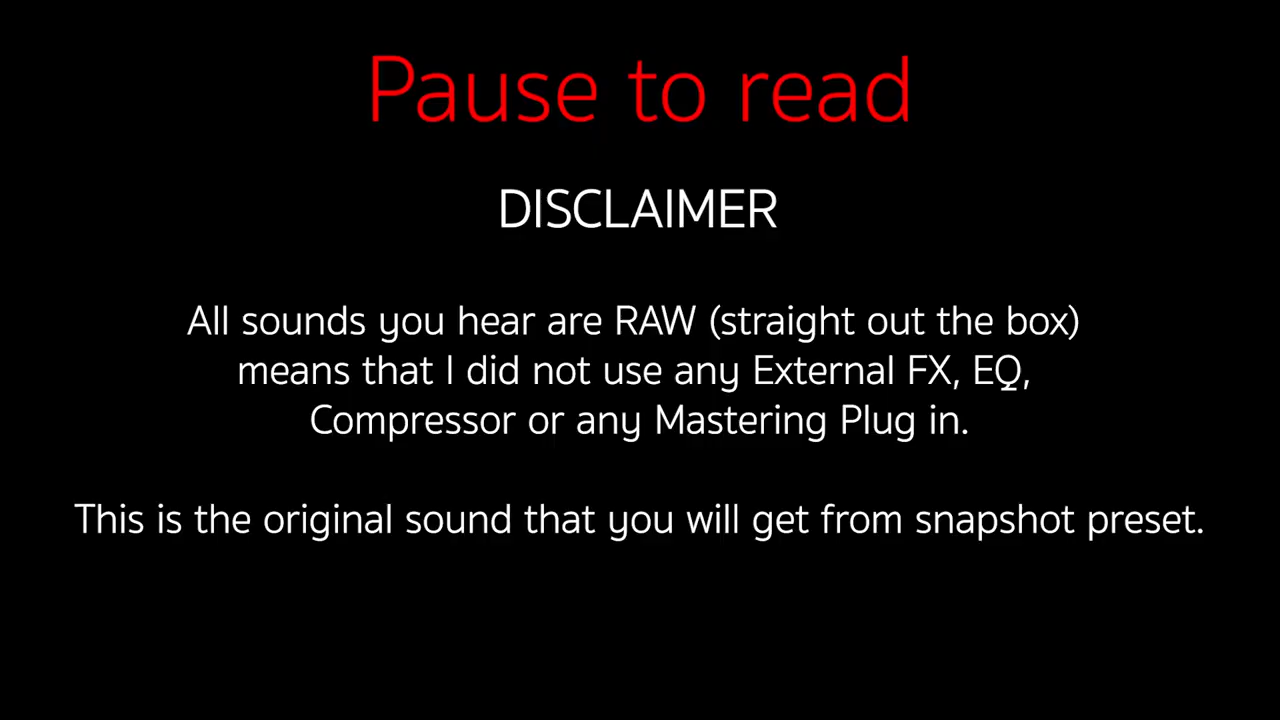 Pause to read
DISCLAIMER
All sounds you hear are RAW (straight out the box)
means that I did not use any External FX, EQ,
Compressor or any Mastering Plug in.
This is the original sound that you will get from snapshot preset.